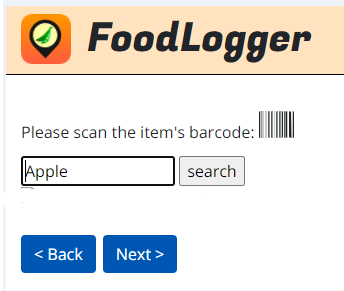 FoodLogger
Please scan the item's barcode:
Apple search
< Back Next >